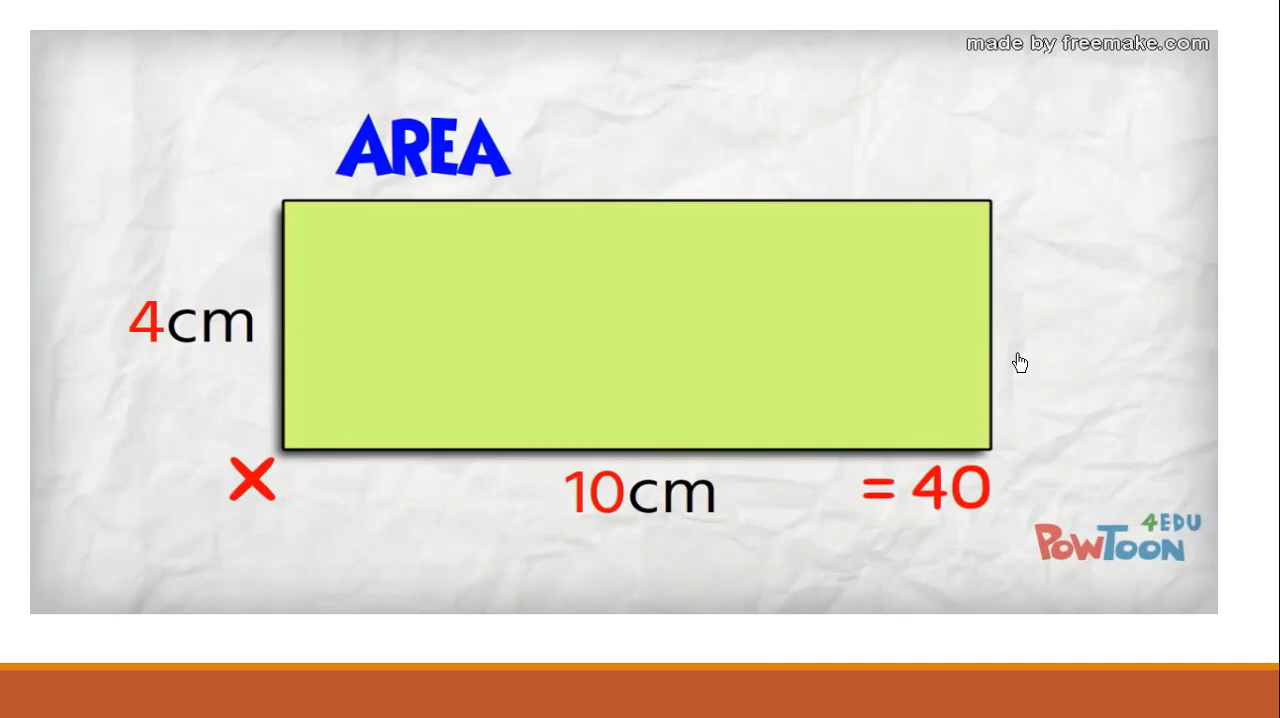 made by freemake.com
AREA
4cm
× 10cm = 40
4EDU
POWTOON